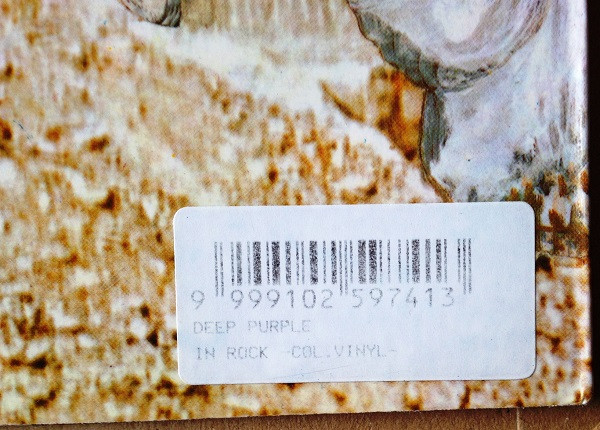 9 999102 597413
DEEP PURPLE
IN ROCK -COL.VINYL-